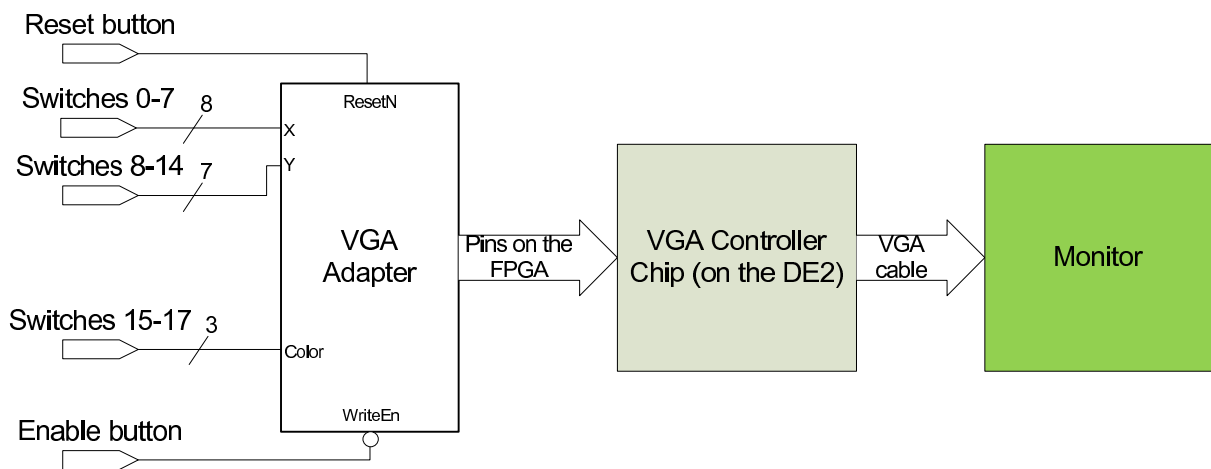 Reset button
ResetN
Switches 0-7
8
X
Switches 8-14
7
Y
VGA
Adapter
Pins on the
FPGA
VGA Controller
Chip (on the DE2)
VGA
cable
Monitor
Switches 15-17
3
Color
WriteEn
Enable button